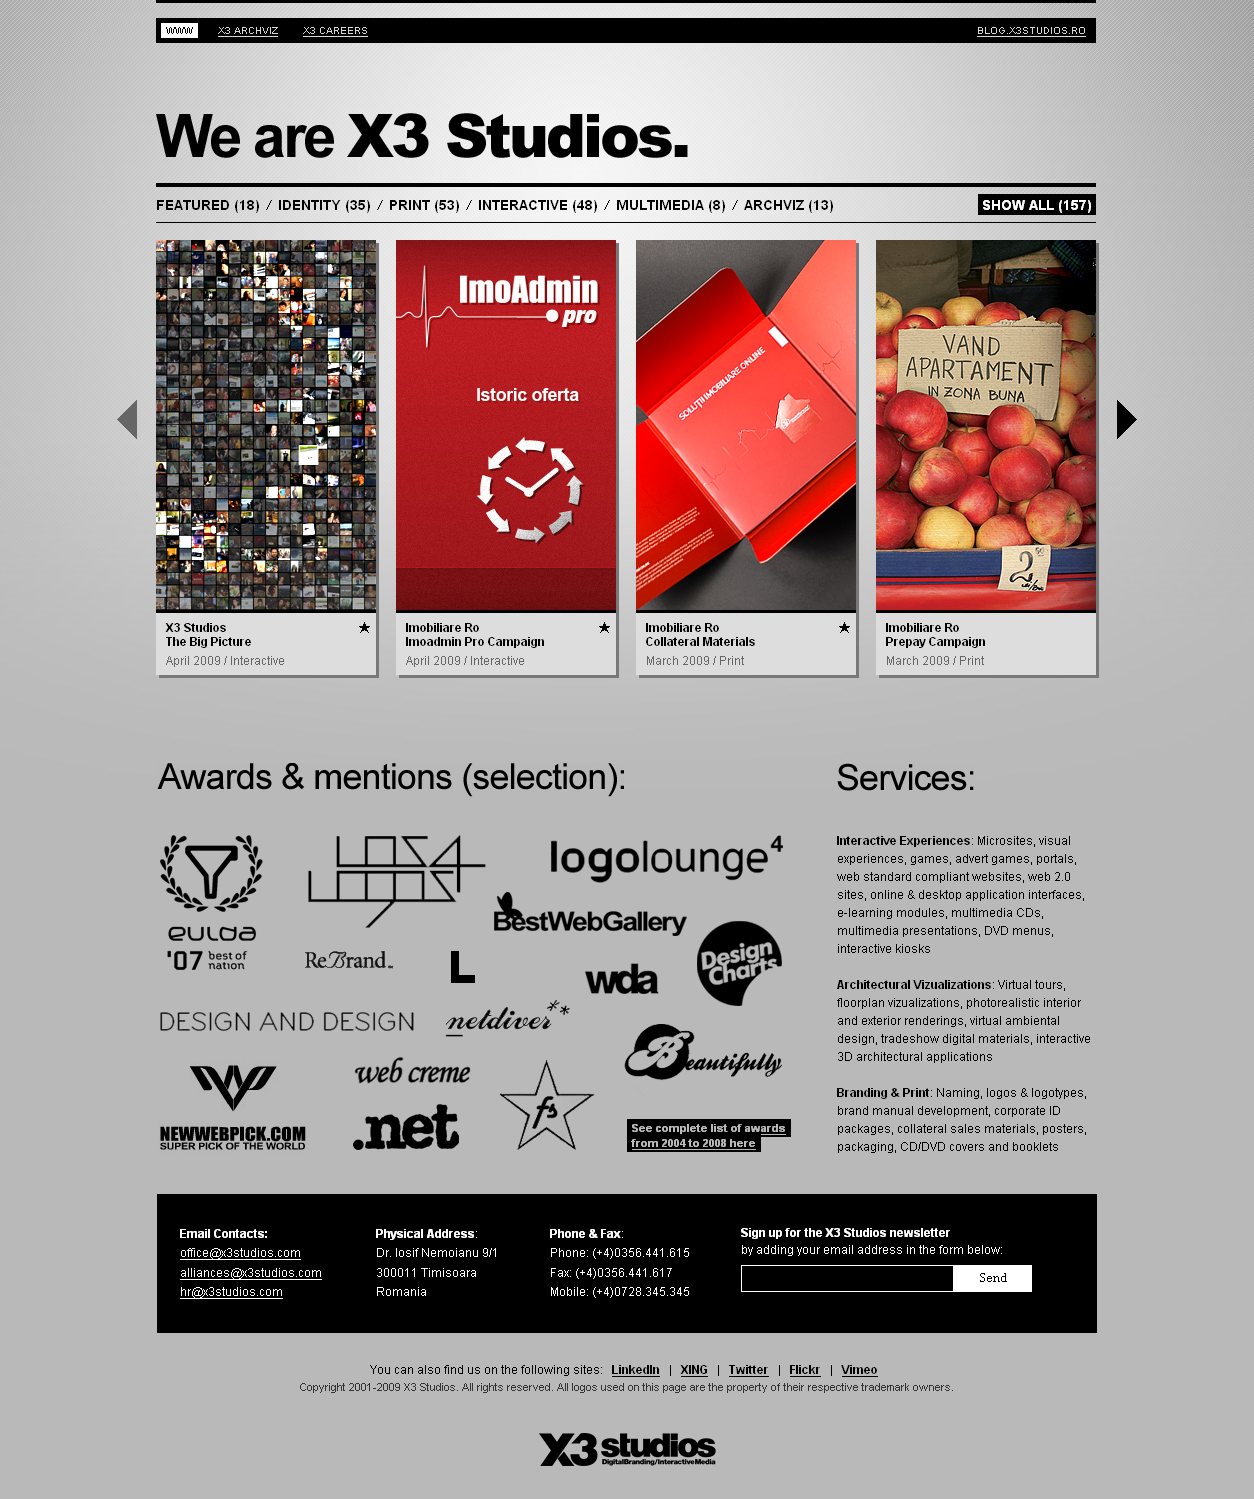 WWW X3 ARCHVIZ X3 CAREERS BLOG.X3STUDIOS.RO
We are X3 Studios.
FEATURED (18) / IDENTITY (35) / PRINT (53) / INTERACTIVE (48) / MULTIMEDIA (8) / ARCHVIZ (13) SHOW ALL (157)
ImoAdmin
pro
Istoric oferta
SOLUȚII IMOBILIARE ONLINE
VAND
APARTAMENT
IN ZONA BUNA
2
X3 Studios
The Big Picture
April 2009 / Interactive
Imobiliare Ro
Imoadmin Pro Campaign
April 2009 / Interactive
Imobiliare Ro
Collateral Materials
March 2009 / Print
Imobiliare Ro
Prepay Campaign
March 2009 / Print
Awards & mentions (selection):
eulda
'07 best of
nation
LOGOLOUNGE4
BestWebGallery
ReBrand
L
wda
Design
Charts
DESIGN AND DESIGN
netdiver**
Beautifully
web creme
NEWWEBPICK.COM
SUPER PICK OF THE WORLD
.net
fs
See complete list of awards
from 2004 to 2008 here
Services:
Interactive Experiences: Microsites, visual
experiences, games, advert games, portals,
web standard compliant websites, web 2.0
sites, online & desktop application interfaces,
e-learning modules, multimedia CDs,
multimedia presentations, DVD menus,
interactive kiosks
Architectural Vizualizations: Virtual tours,
floorplan vizualizations, photorealistic interior
and exterior renderings, virtual ambiental
design, tradeshow digital materials, interactive
3D architectural applications
Branding & Print: Naming, logos & logotypes,
brand manual development, corporate ID
packages, collateral sales materials, posters,
packaging, CD/DVD covers and booklets
Email Contacts:
office@x3studios.com
alliances@x3studios.com
hr@x3studios.com
Physical Address:
Dr. Iosif Nemoianu 9/1
300011 Timisoara
Romania
Phone & Fax:
Phone: (+4)0356.441.615
Fax: (+4)0356.441.617
Mobile: (+4)0728.345.345
Sign up for the X3 Studios newsletter
by adding your email address in the form below:
Send
You can also find us on the following sites: LinkedIn | XING | Twitter | Flickr | Vimeo
Copyright 2001-2009 X3 Studios. All rights reserved. All logos used on this page are the property of their respective trademark owners.
X3 studios
DigitalBranding/InteractiveMedia